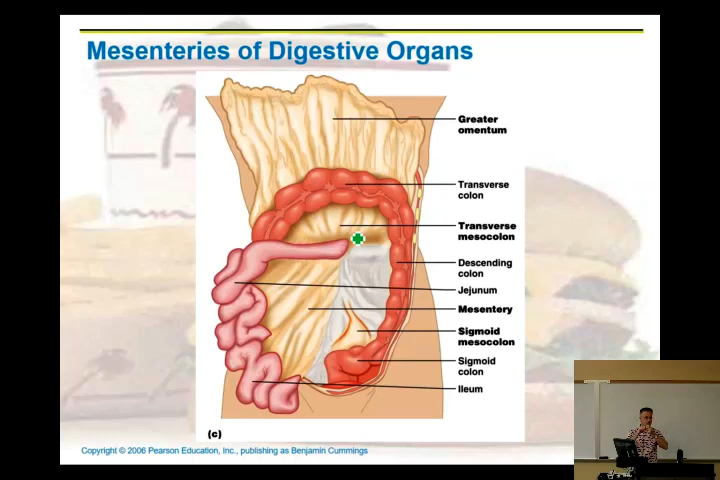 Mesenteries of Digestive Organs
Greater
omentum
Transverse
colon
Transverse
mesocolon
Descending
colon
Jejunum
Mesentery
Sigmoid
mesocolon
Sigmoid
colon
Ileum
(c)
Copyright © 2006 Pearson Education, Inc., publishing as Benjamin Cummings